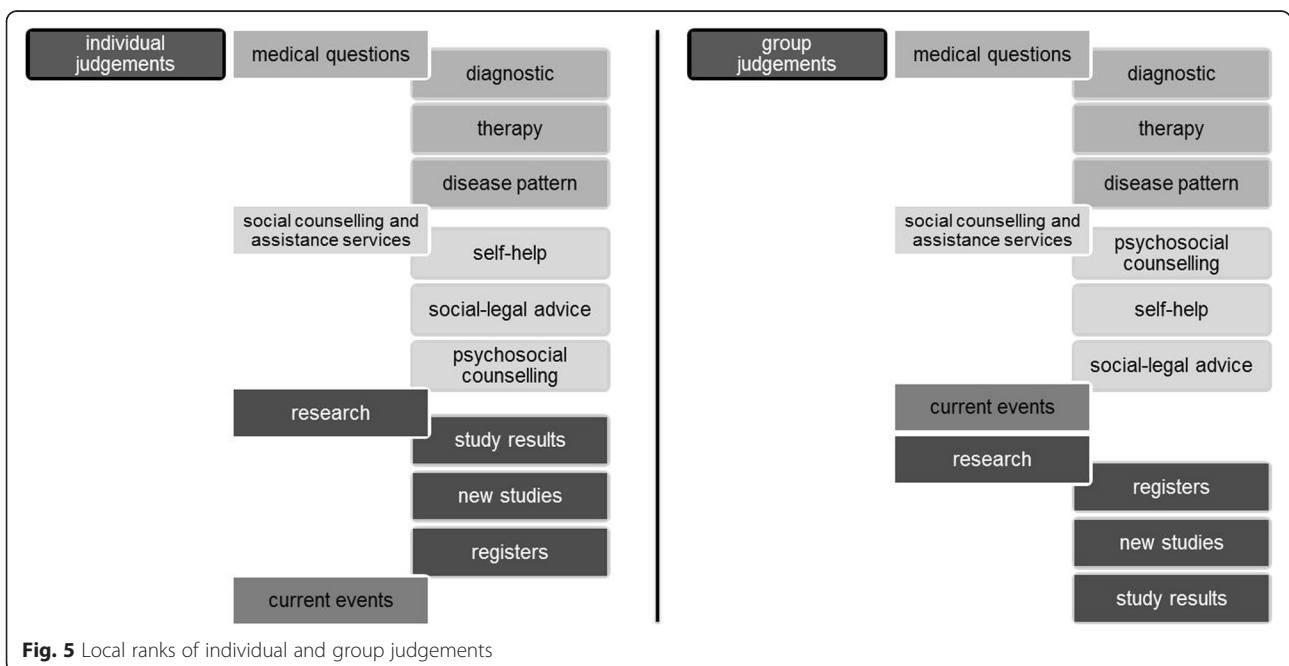 individual
judgements
medical questions
diagnostic
therapy
disease pattern
social counselling and
assistance services
self-help
social-legal advice
psychosocial
counselling
research
study results
new studies
registers
current events
group
judgements
medical questions
diagnostic
therapy
disease pattern
social counselling and
assistance services
psychosocial
counselling
self-help
social-legal advice
current events
research
registers
new studies
study results
Fig. 5 Local ranks of individual and group judgements